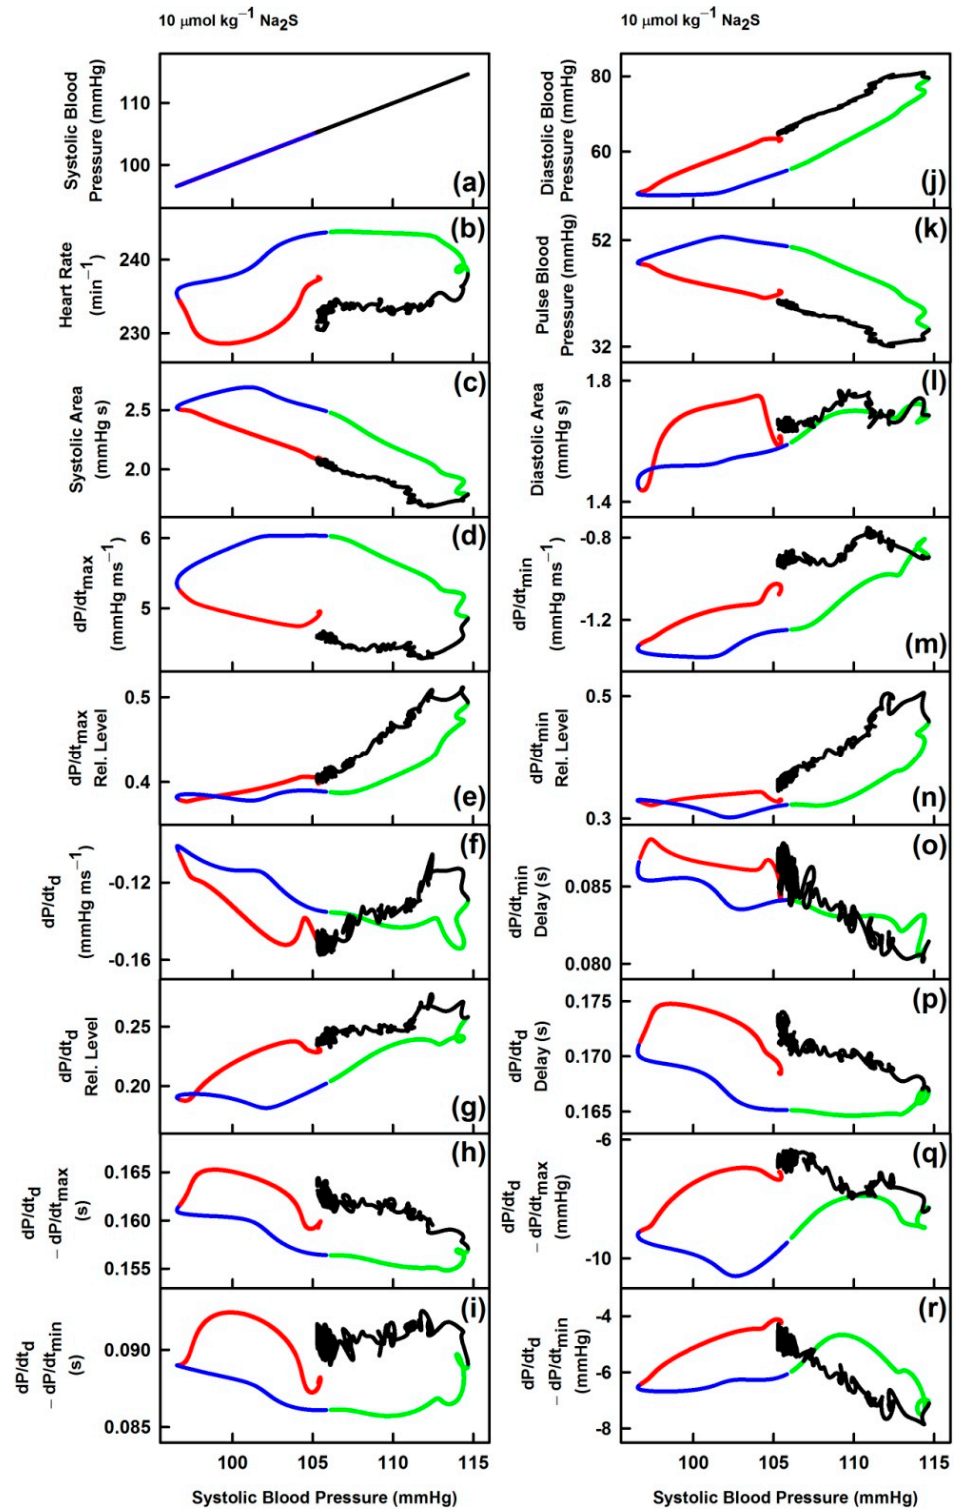 10 μmol kg⁻¹ Na₂S
Systolic Blood
Pressure (mmHg)
110
100
(a)
Heart Rate
(min⁻¹)
240
230
(b)
Systolic Area
(mmHg s)
2.5
2.0
(c)
dP/dtmax
(mmHg ms⁻¹)
6
5
(d)
dP/dtmax
Rel. Level
0.5
0.4
(e)
dP/dtd
(mmHg ms⁻¹)
-0.12
-0.16
(f)
dP/dtd
Rel. Level
0.25
0.20
(g)
dP/dtd
– dP/dtmax
(s)
0.165
0.160
0.155
(h)
dP/dtd
– dP/dtmin
(s)
0.090
0.085
(i)
100 105 110 115
Systolic Blood Pressure (mmHg)
10 μmol kg⁻¹ Na₂S
Diastolic Blood
Pressure (mmHg)
80
60
(j)
Pulse Blood
Pressure (mmHg)
52
32
(k)
Diastolic Area
(mmHg s)
1.8
1.4
(l)
dP/dtmin
(mmHg ms⁻¹)
-0.8
-1.2
(m)
dP/dtmin
Rel. Level
0.5
0.3
(n)
dP/dtmin
Delay (s)
0.085
0.080
(o)
dP/dtd
Delay (s)
0.175
0.170
0.165
(p)
dP/dtd
– dP/dtmax
(mmHg)
-6
-10
(q)
dP/dtd
– dP/dtmin
(mmHg)
-4
-6
-8
(r)
100 105 110 115
Systolic Blood Pressure (mmHg)